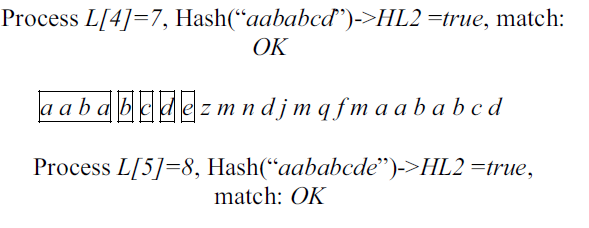 Process L[4]=7, Hash(“aababcd”)->HL2 =true, match:
OK
a a b a b c d e z m n d j m q f m a a b a b c d
Process L[5]=8, Hash(“aababcde”)->HL2 =true,
match: OK